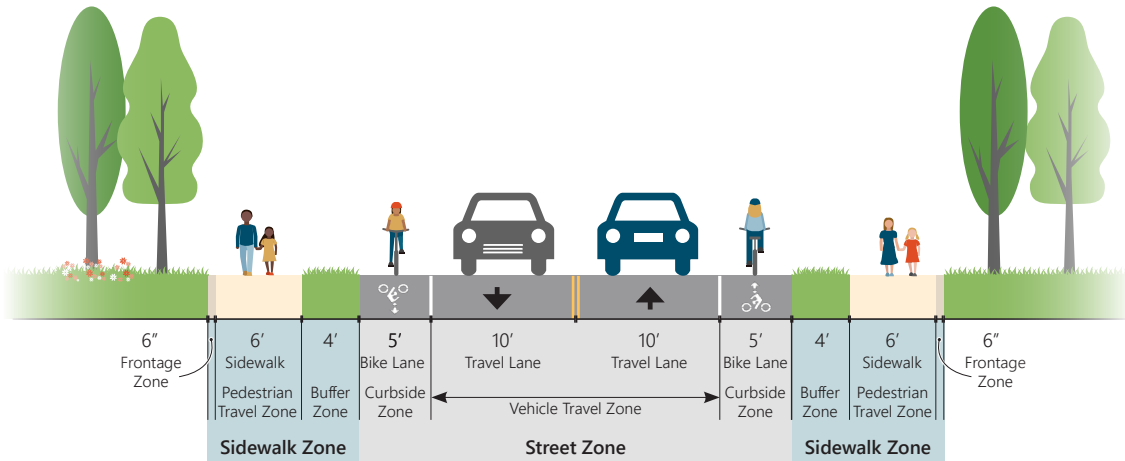 6”
Frontage
Zone
6’
Sidewalk
Pedestrian
Travel Zone
4’
Buffer
Zone
5’
Bike Lane
Curbside
Zone
10’
Travel Lane
10’
Travel Lane
Vehicle Travel Zone
5’
Bike Lane
Curbside
Zone
4’
Buffer
Zone
6’
Sidewalk
Pedestrian
Travel Zone
6”
Frontage
Zone
Sidewalk Zone
Street Zone
Sidewalk Zone